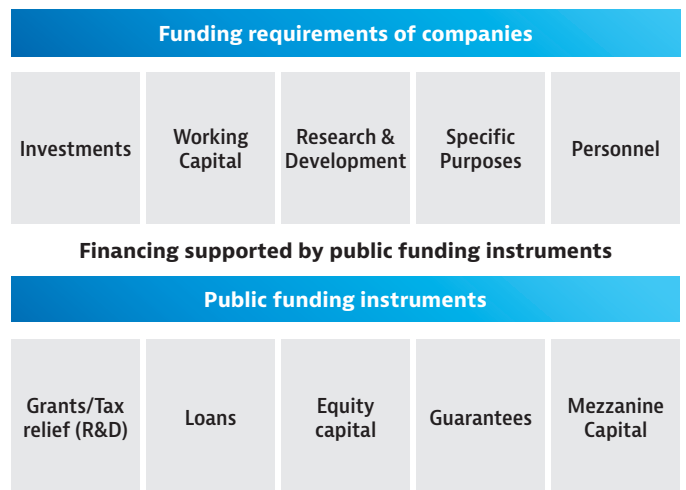 Funding requirements of companies
Investments
Working
Capital
Research &
Development
Specific
Purposes
Personnel
Financing supported by public funding instruments
Public funding instruments
Grants/Tax
relief (R&D)
Loans
Equity
capital
Guarantees
Mezzanine
Capital